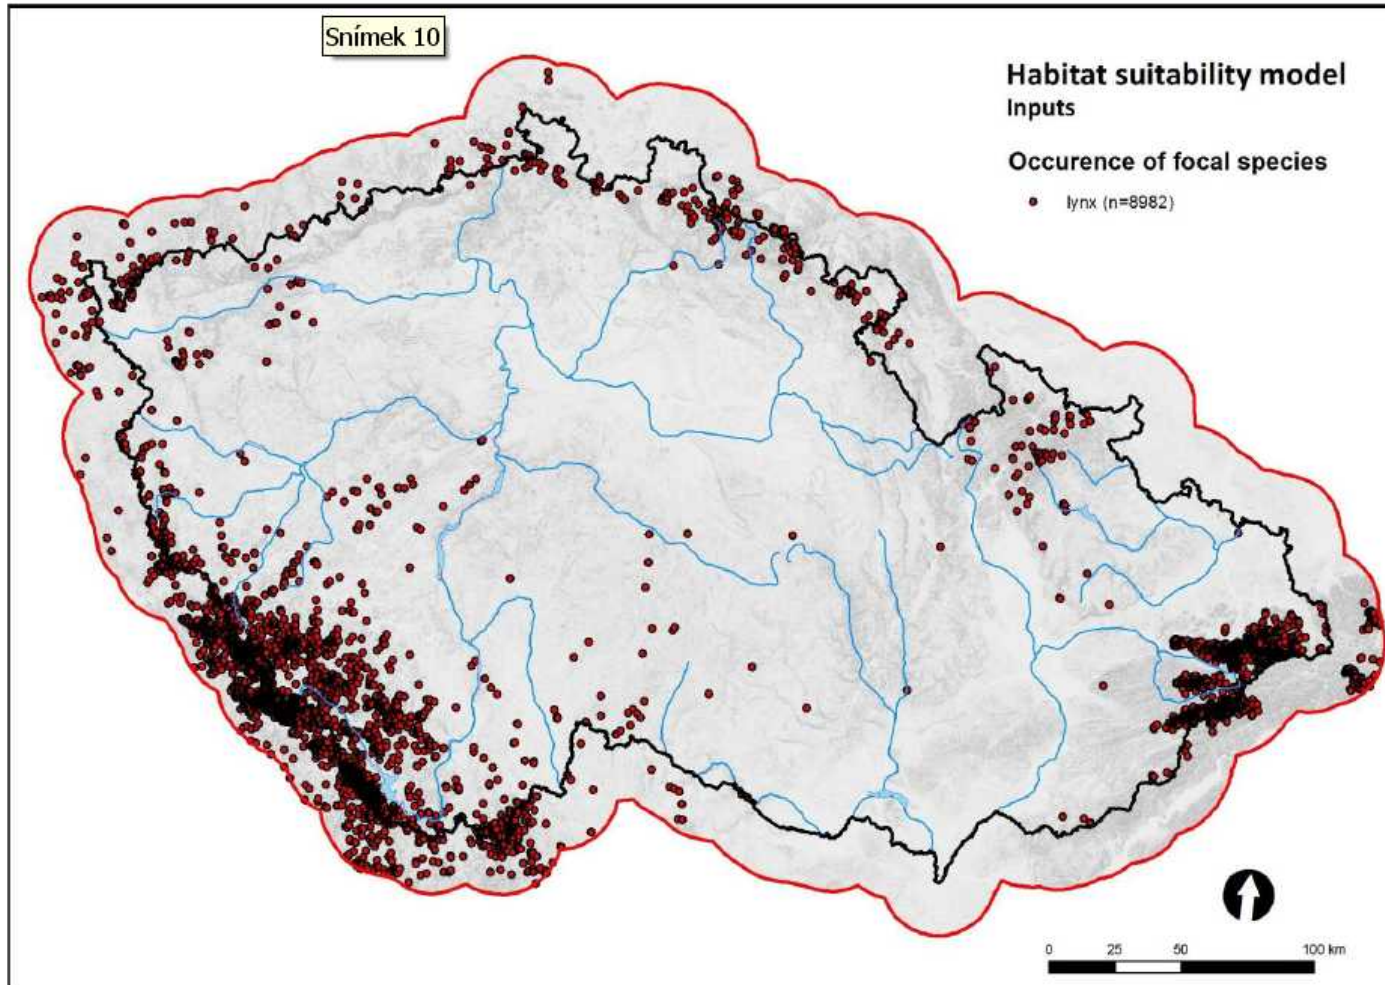 Snímek 10
Habitat suitability model
Inputs
Occurence of focal species
lynx (n=8982)
0 25 50 100 km